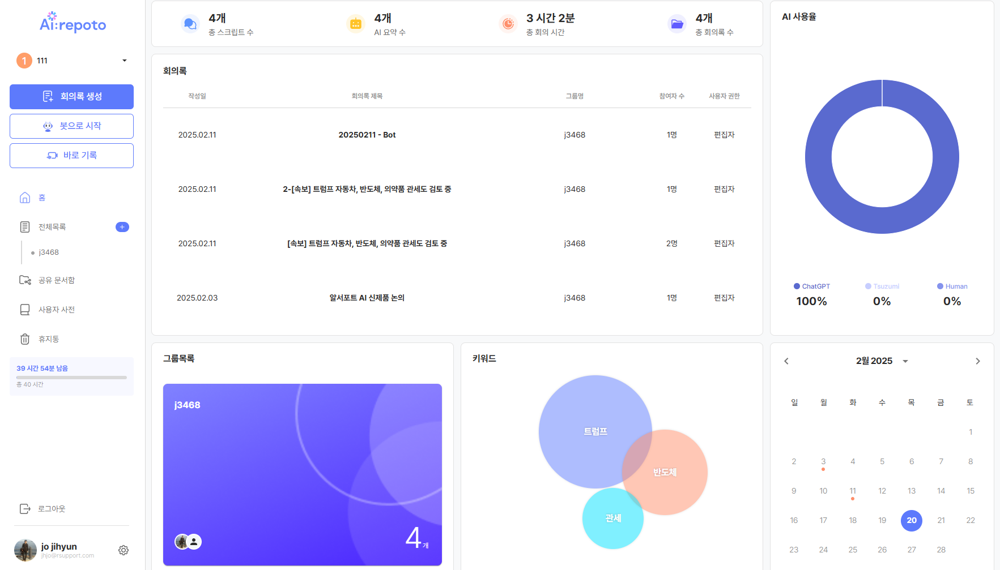 Ai:repoto
1 111
회의록 생성
봇으로 시작
바로 기록
홈
전체목록 +
j3468
공유 문서함
사용자 사전
휴지통
39 시간 54분 남음
총 40 시간
로그아웃
jo jihyun
jhjo@rsupport.com
4개
총 스크립트 수
4개
AI 요약 수
3 시간 2분
총 회의 시간
4개
총 회의록 수
회의록
작성일 회의록 제목 그룹명 참여자 수 사용자 권한
2025.02.11 20250211 - Bot j3468 1명 편집자
2025.02.11 2-[속보] 트럼프 자동차, 반도체, 의약품 관세도 검토 중 j3468 1명 편집자
2025.02.11 [속보] 트럼프 자동차, 반도체, 의약품 관세도 검토 중 j3468 2명 편집자
2025.02.03 알서포트 AI 신제품 논의 j3468 1명 편집자
AI 사용율
ChatGPT Tsuzumi Human
100% 0% 0%
그룹목록
j3468
4개
키워드
트럼프
반도체
관세
2월 2025
일 월 화 수 목 금 토
1
2 3 4 5 6 7 8
9 10 11 12 13 14 15
16 17 18 19 20 21 22
23 24 25 26 27 28